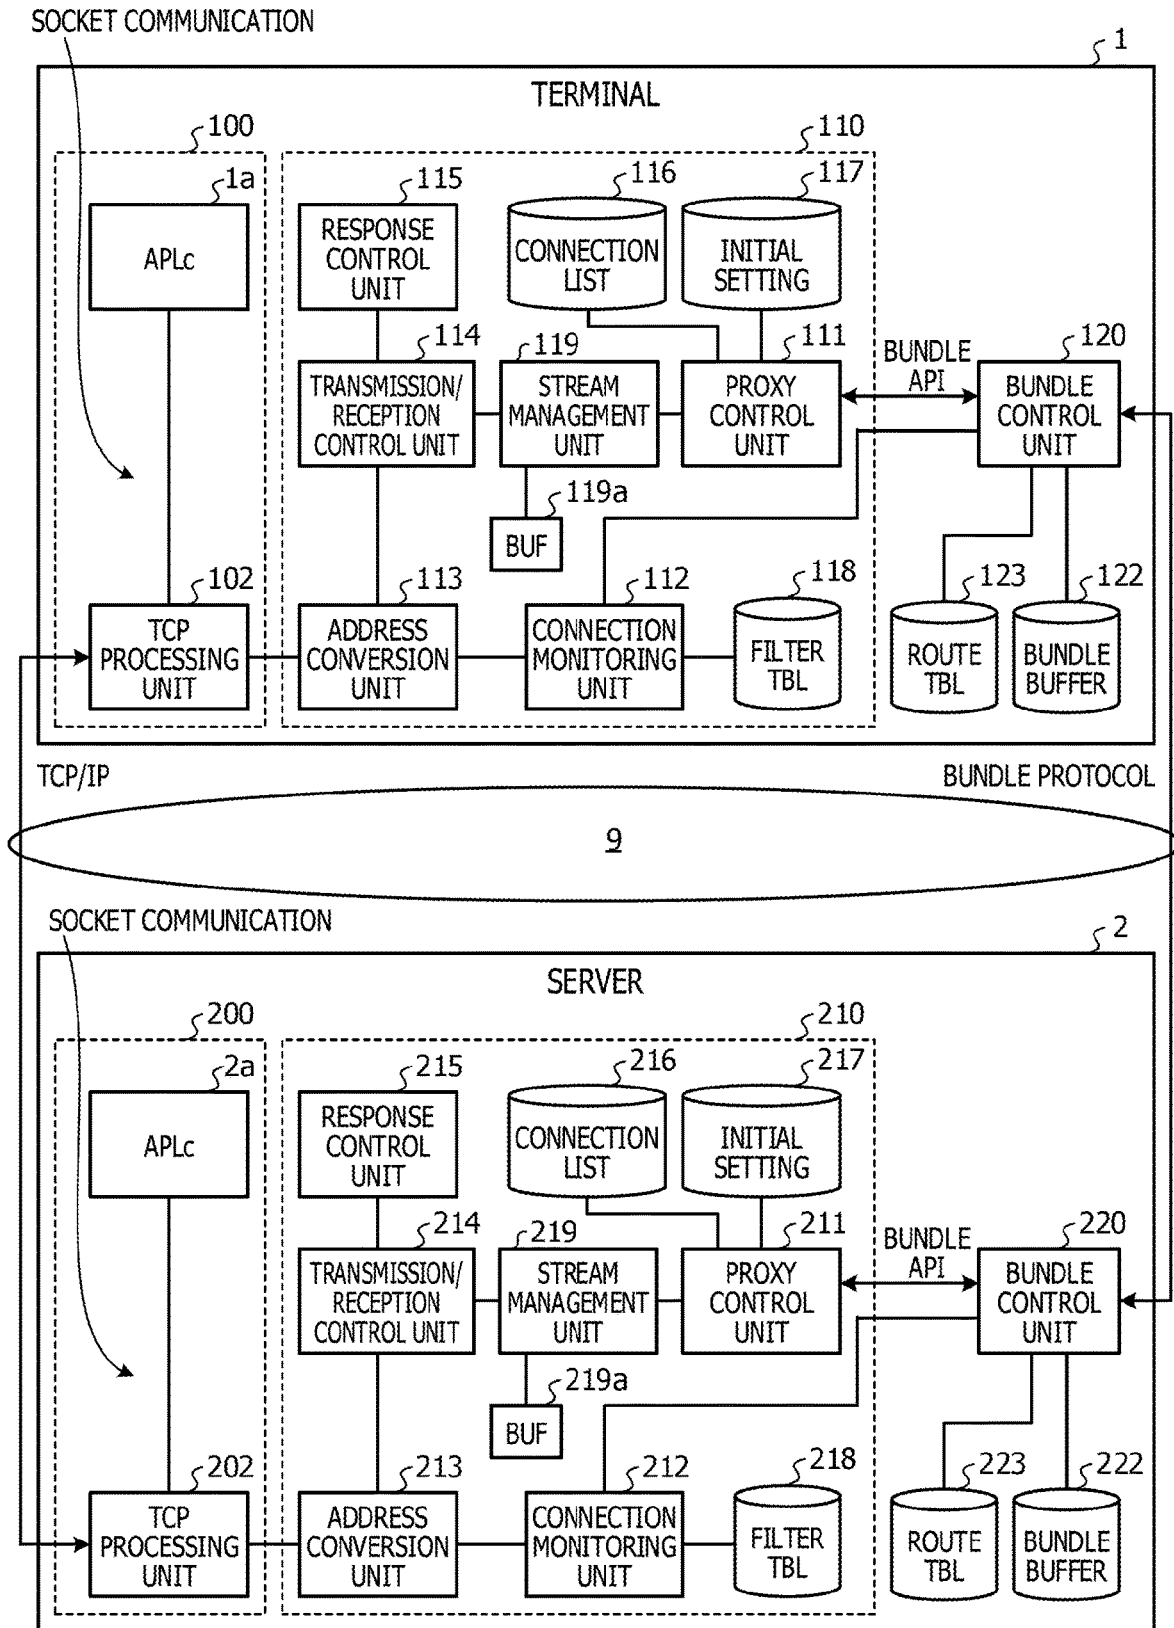 SOCKET COMMUNICATION
1
TERMINAL
100
110
1a
115
116
117
APLc
RESPONSE
CONTROL
UNIT
CONNECTION
LIST
INITIAL
SETTING
114
119
111
120
TRANSMISSION/
RECEPTION
CONTROL UNIT
STREAM
MANAGEMENT
UNIT
PROXY
CONTROL
UNIT
BUNDLE
API
BUNDLE
CONTROL
UNIT
119a
BUF
102
113
112
118
123
122
TCP
PROCESSING
UNIT
ADDRESS
CONVERSION
UNIT
CONNECTION
MONITORING
UNIT
FILTER
TBL
ROUTE
TBL
BUNDLE
BUFFER
TCP/IP
BUNDLE PROTOCOL
9
SOCKET COMMUNICATION
2
SERVER
200
210
2a
215
216
217
APLc
RESPONSE
CONTROL
UNIT
CONNECTION
LIST
INITIAL
SETTING
214
219
211
220
TRANSMISSION/
RECEPTION
CONTROL UNIT
STREAM
MANAGEMENT
UNIT
PROXY
CONTROL
UNIT
BUNDLE
API
BUNDLE
CONTROL
UNIT
219a
BUF
202
213
212
218
223
222
TCP
PROCESSING
UNIT
ADDRESS
CONVERSION
UNIT
CONNECTION
MONITORING
UNIT
FILTER
TBL
ROUTE
TBL
BUNDLE
BUFFER